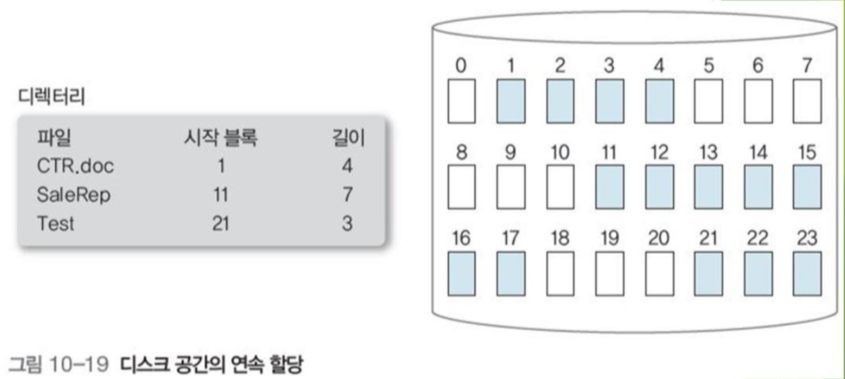 디렉터리
파일 시작 블록 길이
CTR.doc 1 4
SaleRep 11 7
Test 21 3
0 1 2 3 4 5 6 7
8 9 10 11 12 13 14 15
16 17 18 19 20 21 22 23
그림 10-19 디스크 공간의 연속 할당